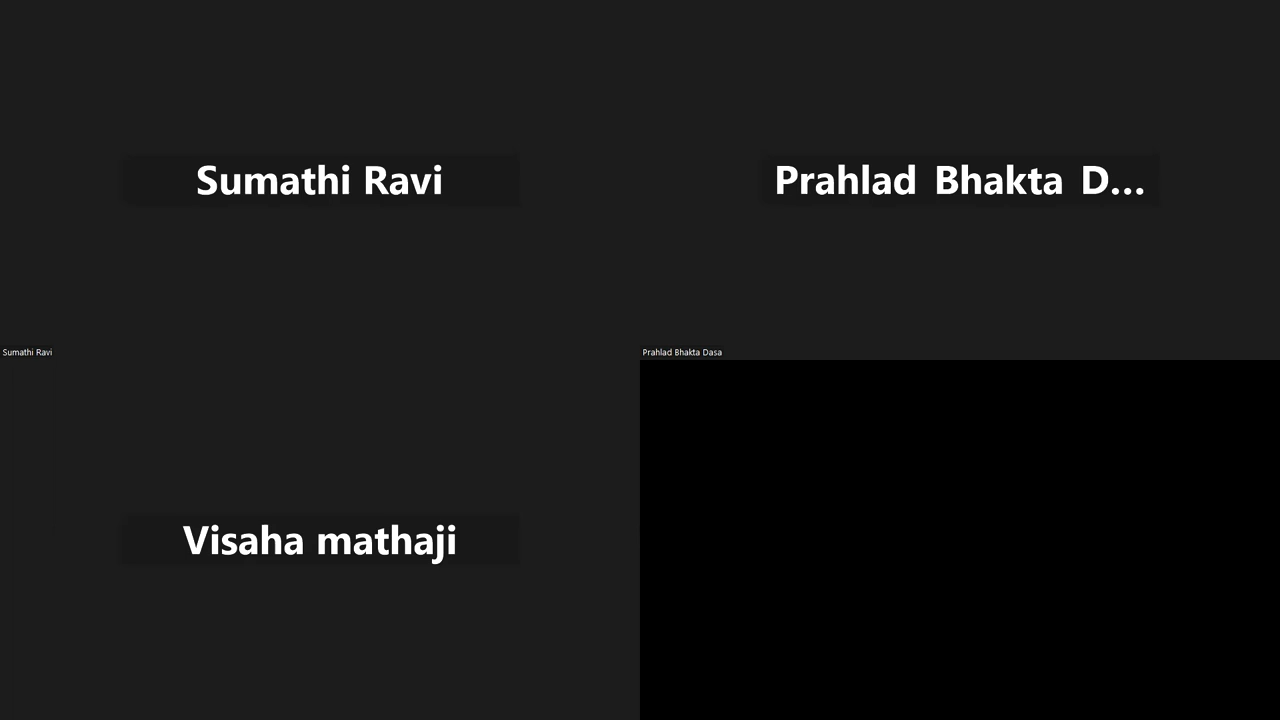 Sumathi Ravi
Prahlad Bhakta D...
Sumathi Ravi
Prahlad Bhakta Dasa
Visaha mathaji